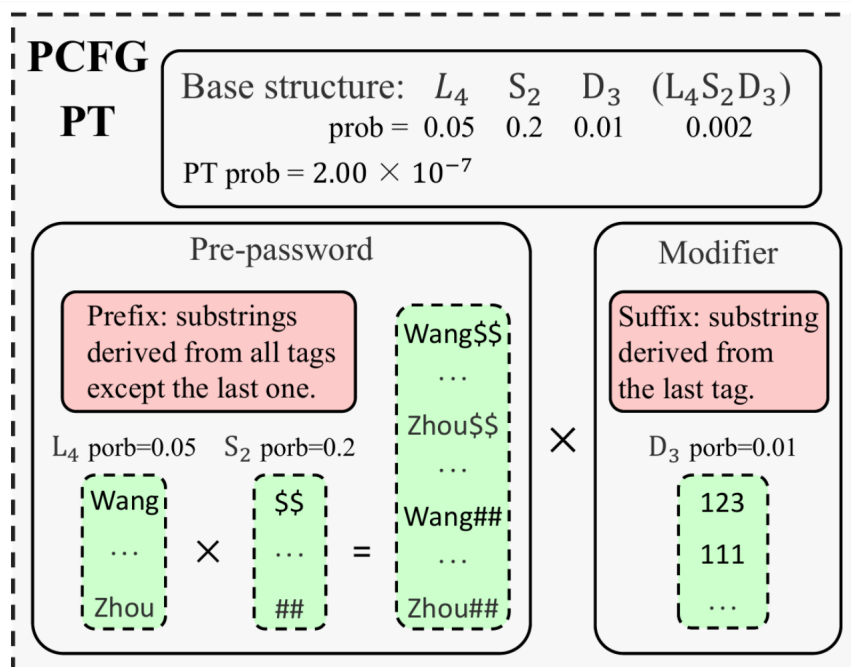 PCFG
PT
Base structure: L₄ S₂ D₃ (L₄S₂D₃)
prob = 0.05 0.2 0.01 0.002
PT prob = 2.00 × 10⁻⁷
Pre-password
Prefix: substrings
derived from all tags
except the last one.
L₄ porb=0.05 S₂ porb=0.2
Wang
...
Zhou
×
$$
...
##
=
Wang$$
...
Zhou$$
...
Wang##
...
Zhou##
×
Modifier
Suffix: substring
derived from
the last tag.
D₃ porb=0.01
123
111
...